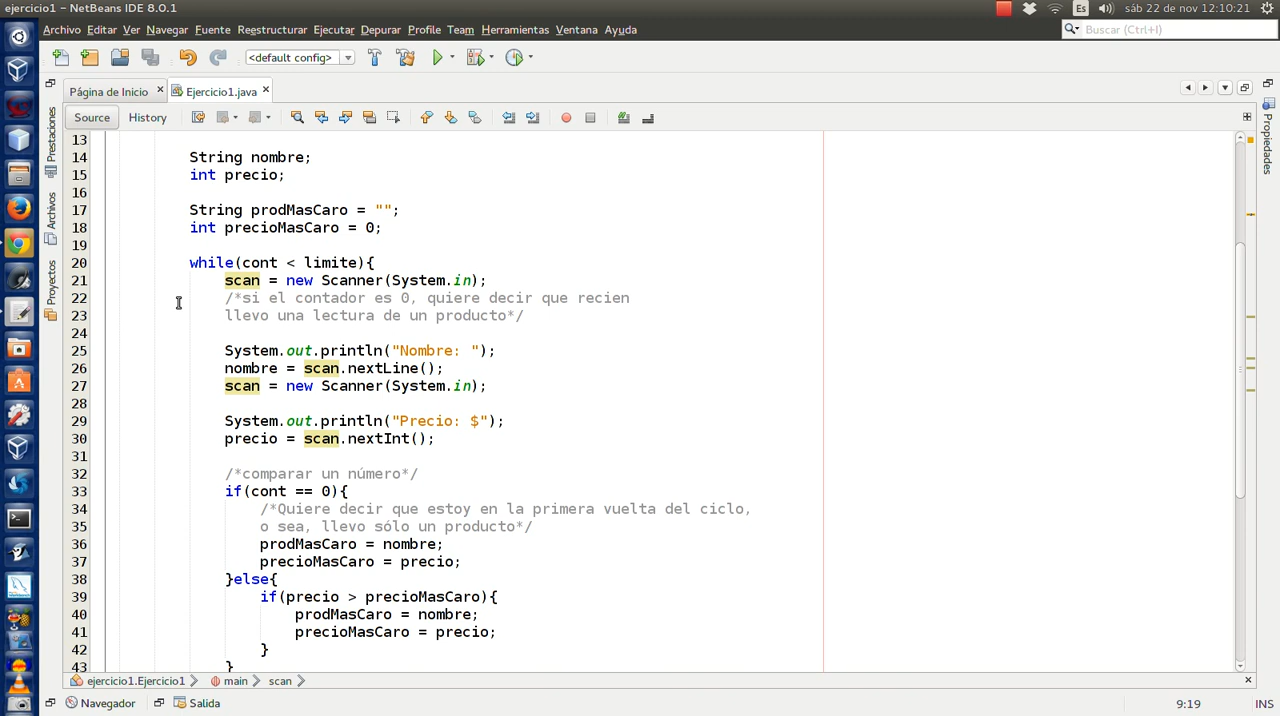 ejercicio1 – NetBeans IDE 8.0.1
Es
sáb 22 de nov 12:10:21
Archivo Editar Ver Navegar Fuente Reestructurar Ejecutar Depurar Profile Team Herramientas Ventana Ayuda
Buscar (Ctrl+I)
<default config>
Página de Inicio
Ejercicio1.java
Source History
Prestaciones
Archivos
Proyectos
Propiedades
13
14 String nombre;
15 int precio;
16
17 String prodMasCaro = "";
18 int precioMasCaro = 0;
19
20 while(cont < limite){
21 scan = new Scanner(System.in);
22 /*si el contador es 0, quiere decir que recien
23 llevo una lectura de un producto*/
24
25 System.out.println("Nombre: ");
26 nombre = scan.nextLine();
27 scan = new Scanner(System.in);
28
29 System.out.println("Precio: $");
30 precio = scan.nextInt();
31
32 /*comparar un número*/
33 if(cont == 0){
34 /*Quiere decir que estoy en la primera vuelta del ciclo,
35 o sea, llevo sólo un producto*/
36 prodMasCaro = nombre;
37 precioMasCaro = precio;
38 }else{
39 if(precio > precioMasCaro){
40 prodMasCaro = nombre;
41 precioMasCaro = precio;
42 }
43 }
ejercicio1.Ejercicio1 main scan
Navegador Salida
9:19 INS